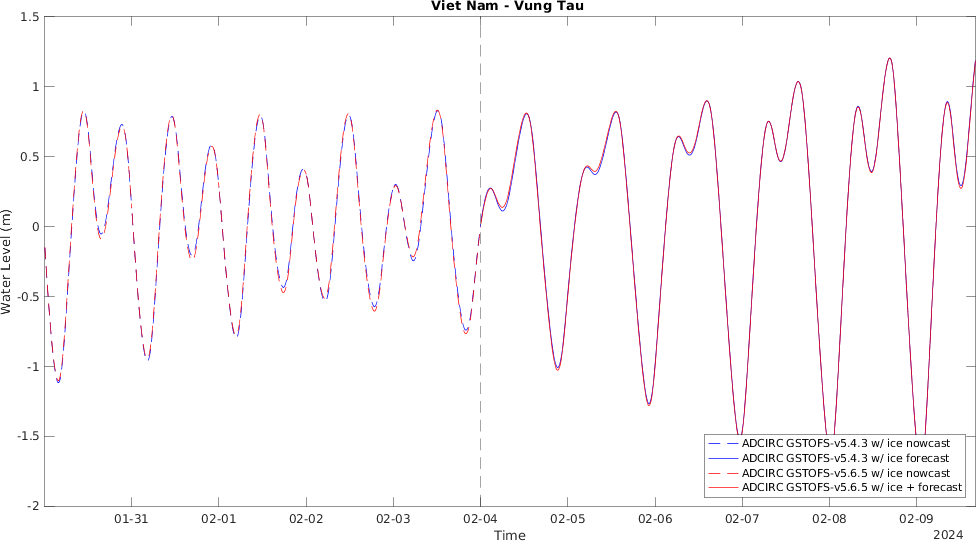 Viet Nam - Vung Tau
1.5
1
0.5
0
-0.5
-1
-1.5
-2
Water Level (m)
ADCIRC GSTOFS-v5.4.3 w/ ice nowcast
ADCIRC GSTOFS-v5.4.3 w/ ice forecast
ADCIRC GSTOFS-v5.6.5 w/ ice nowcast
ADCIRC GSTOFS-v5.6.5 w/ ice + forecast
01-31 02-01 02-02 02-03 02-04 02-05 02-06 02-07 02-08 02-09
Time
2024